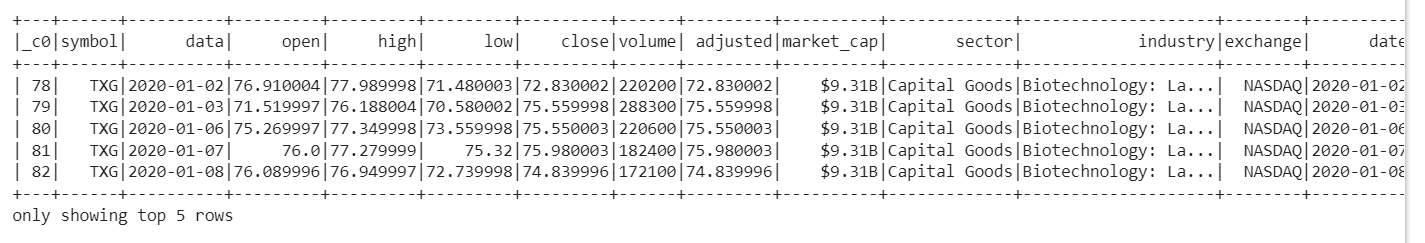 +---+------+----------+---------+---------+---------+---------+------+---------+----------+-------------+--------------------+--------+----------
|_c0|symbol|      data|     open|     high|      low|    close|volume| adjusted|market_cap|       sector|            industry|exchange|      date
+---+------+----------+---------+---------+---------+---------+------+---------+----------+-------------+--------------------+--------+----------
| 78|   TXG|2020-01-02|76.910004|77.989998|71.480003|72.830002|220200|72.830002|    $9.31B|Capital Goods|Biotechnology: La...|  NASDAQ|2020-01-02
| 79|   TXG|2020-01-03|71.519997|76.188004|70.580002|75.559998|288300|75.559998|    $9.31B|Capital Goods|Biotechnology: La...|  NASDAQ|2020-01-03
| 80|   TXG|2020-01-06|75.269997|77.349998|73.559998|75.550003|220600|75.550003|    $9.31B|Capital Goods|Biotechnology: La...|  NASDAQ|2020-01-06
| 81|   TXG|2020-01-07|     76.0|77.279999|    75.32|75.980003|182400|75.980003|    $9.31B|Capital Goods|Biotechnology: La...|  NASDAQ|2020-01-07
| 82|   TXG|2020-01-08|76.089996|76.949997|72.739998|74.839996|172100|74.839996|    $9.31B|Capital Goods|Biotechnology: La...|  NASDAQ|2020-01-08
+---+------+----------+---------+---------+---------+---------+------+---------+----------+-------------+--------------------+--------+----------
only showing top 5 rows